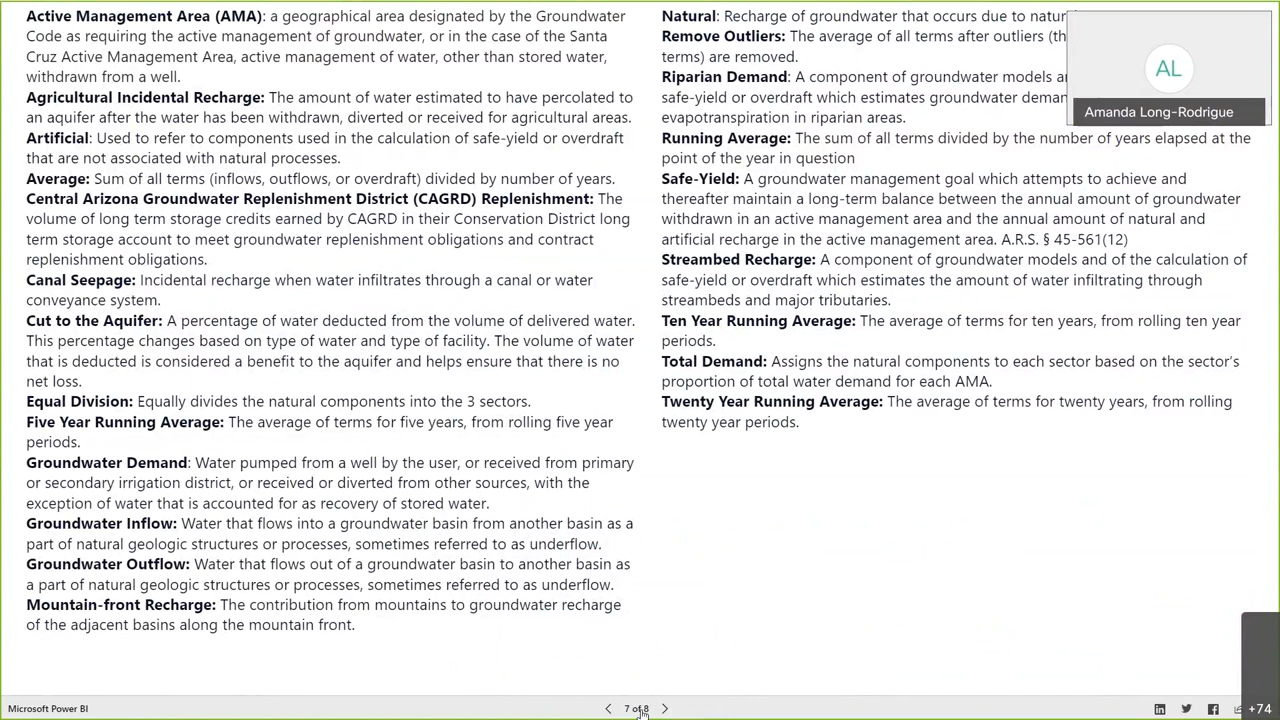 Active Management Area (AMA): a geographical area designated by the Groundwater
Code as requiring the active management of groundwater, or in the case of the Santa
Cruz Active Management Area, active management of water, other than stored water,
withdrawn from a well.
Agricultural Incidental Recharge: The amount of water estimated to have percolated to
an aquifer after the water has been withdrawn, diverted or received for agricultural areas.
Artificial: Used to refer to components used in the calculation of safe-yield or overdraft
that are not associated with natural processes.
Average: Sum of all terms (inflows, outflows, or overdraft) divided by number of years.
Central Arizona Groundwater Replenishment District (CAGRD) Replenishment: The
volume of long term storage credits earned by CAGRD in their Conservation District long
term storage account to meet groundwater replenishment obligations and contract
replenishment obligations.
Canal Seepage: Incidental recharge when water infiltrates through a canal or water
conveyance system.
Cut to the Aquifer: A percentage of water deducted from the volume of delivered water.
This percentage changes based on type of water and type of facility. The volume of water
that is deducted is considered a benefit to the aquifer and helps ensure that there is no
net loss.
Equal Division: Equally divides the natural components into the 3 sectors.
Five Year Running Average: The average of terms for five years, from rolling five year
periods.
Groundwater Demand: Water pumped from a well by the user, or received from primary
or secondary irrigation district, or received or diverted from other sources, with the
exception of water that is accounted for as recovery of stored water.
Groundwater Inflow: Water that flows into a groundwater basin from another basin as a
part of natural geologic structures or processes, sometimes referred to as underflow.
Groundwater Outflow: Water that flows out of a groundwater basin to another basin as
a part of natural geologic structures or processes, sometimes referred to as underflow.
Mountain-front Recharge: The contribution from mountains to groundwater recharge
of the adjacent basins along the mountain front.
Natural: Recharge of groundwater that occurs due to
Remove Outliers: The average of all terms after outliers
terms) are removed.
Riparian Demand: A component of groundwater models
safe-yield or overdraft which estimates groundwater
evapotranspiration in riparian areas.
Running Average: The sum of all terms divided by the number of years elapsed at the
point of the year in question
Safe-Yield: A groundwater management goal which attempts to achieve and
thereafter maintain a long-term balance between the annual amount of groundwater
withdrawn in an active management area and the annual amount of natural and
artificial recharge in the active management area. A.R.S. § 45-561(12)
Streambed Recharge: A component of groundwater models and of the calculation of
safe-yield or overdraft which estimates the amount of water infiltrating through
streambeds and major tributaries.
Ten Year Running Average: The average of terms for ten years, from rolling ten year
periods.
Total Demand: Assigns the natural components to each sector based on the sector's
proportion of total water demand for each AMA.
Twenty Year Running Average: The average of terms for twenty years, from rolling
twenty year periods.
AL
Amanda Long-Rodrigue
Microsoft Power BI
7 of 8
+74